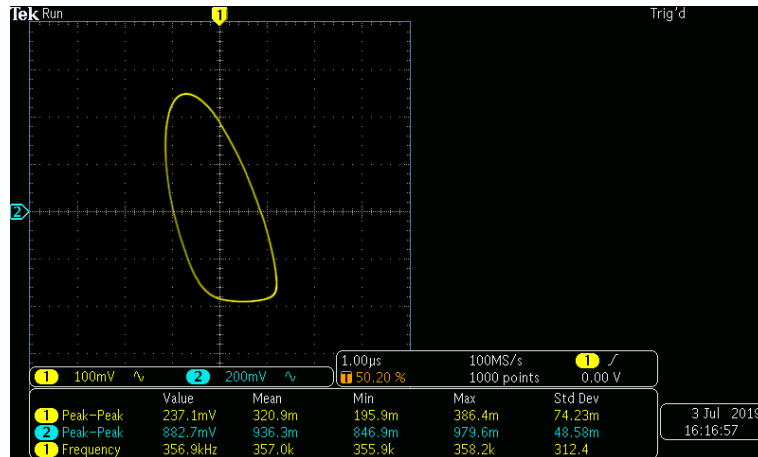 Tek Run 1 Trig'd
2
1 100mV ∿ 2 200mV ∿
1.00µs 100MS/s 1 ʃ
T 50.20 % 1000 points 0.00 V
Value Mean Min Max Std Dev
1 Peak-Peak 237.1mV 320.9m 195.9m 386.4m 74.23m
2 Peak-Peak 882.7mV 936.3m 846.9m 979.6m 48.58m
1 Frequency 356.9kHz 357.0k 355.9k 358.2k 312.4
3 Jul 2019
16:16:57